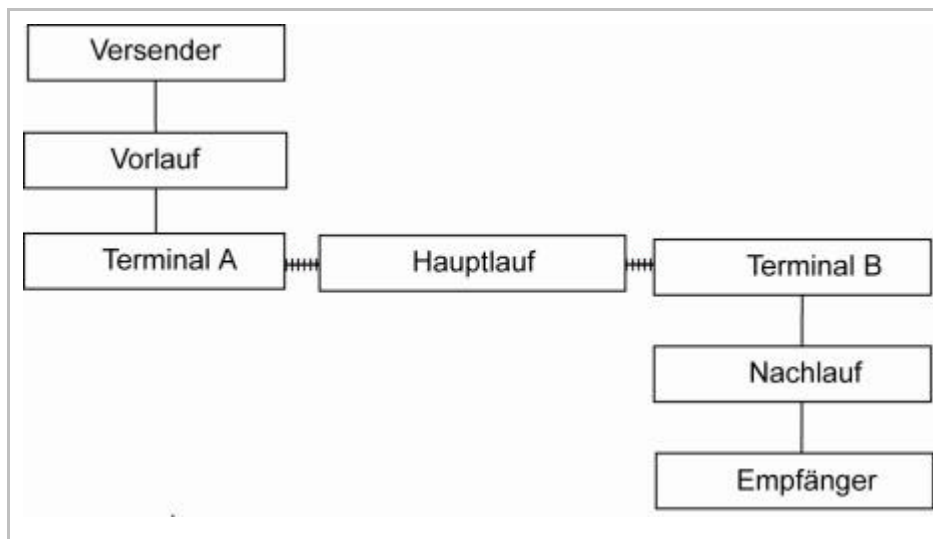 Versender
Vorlauf
Terminal A
Hauptlauf
Terminal B
Nachlauf
Empfänger